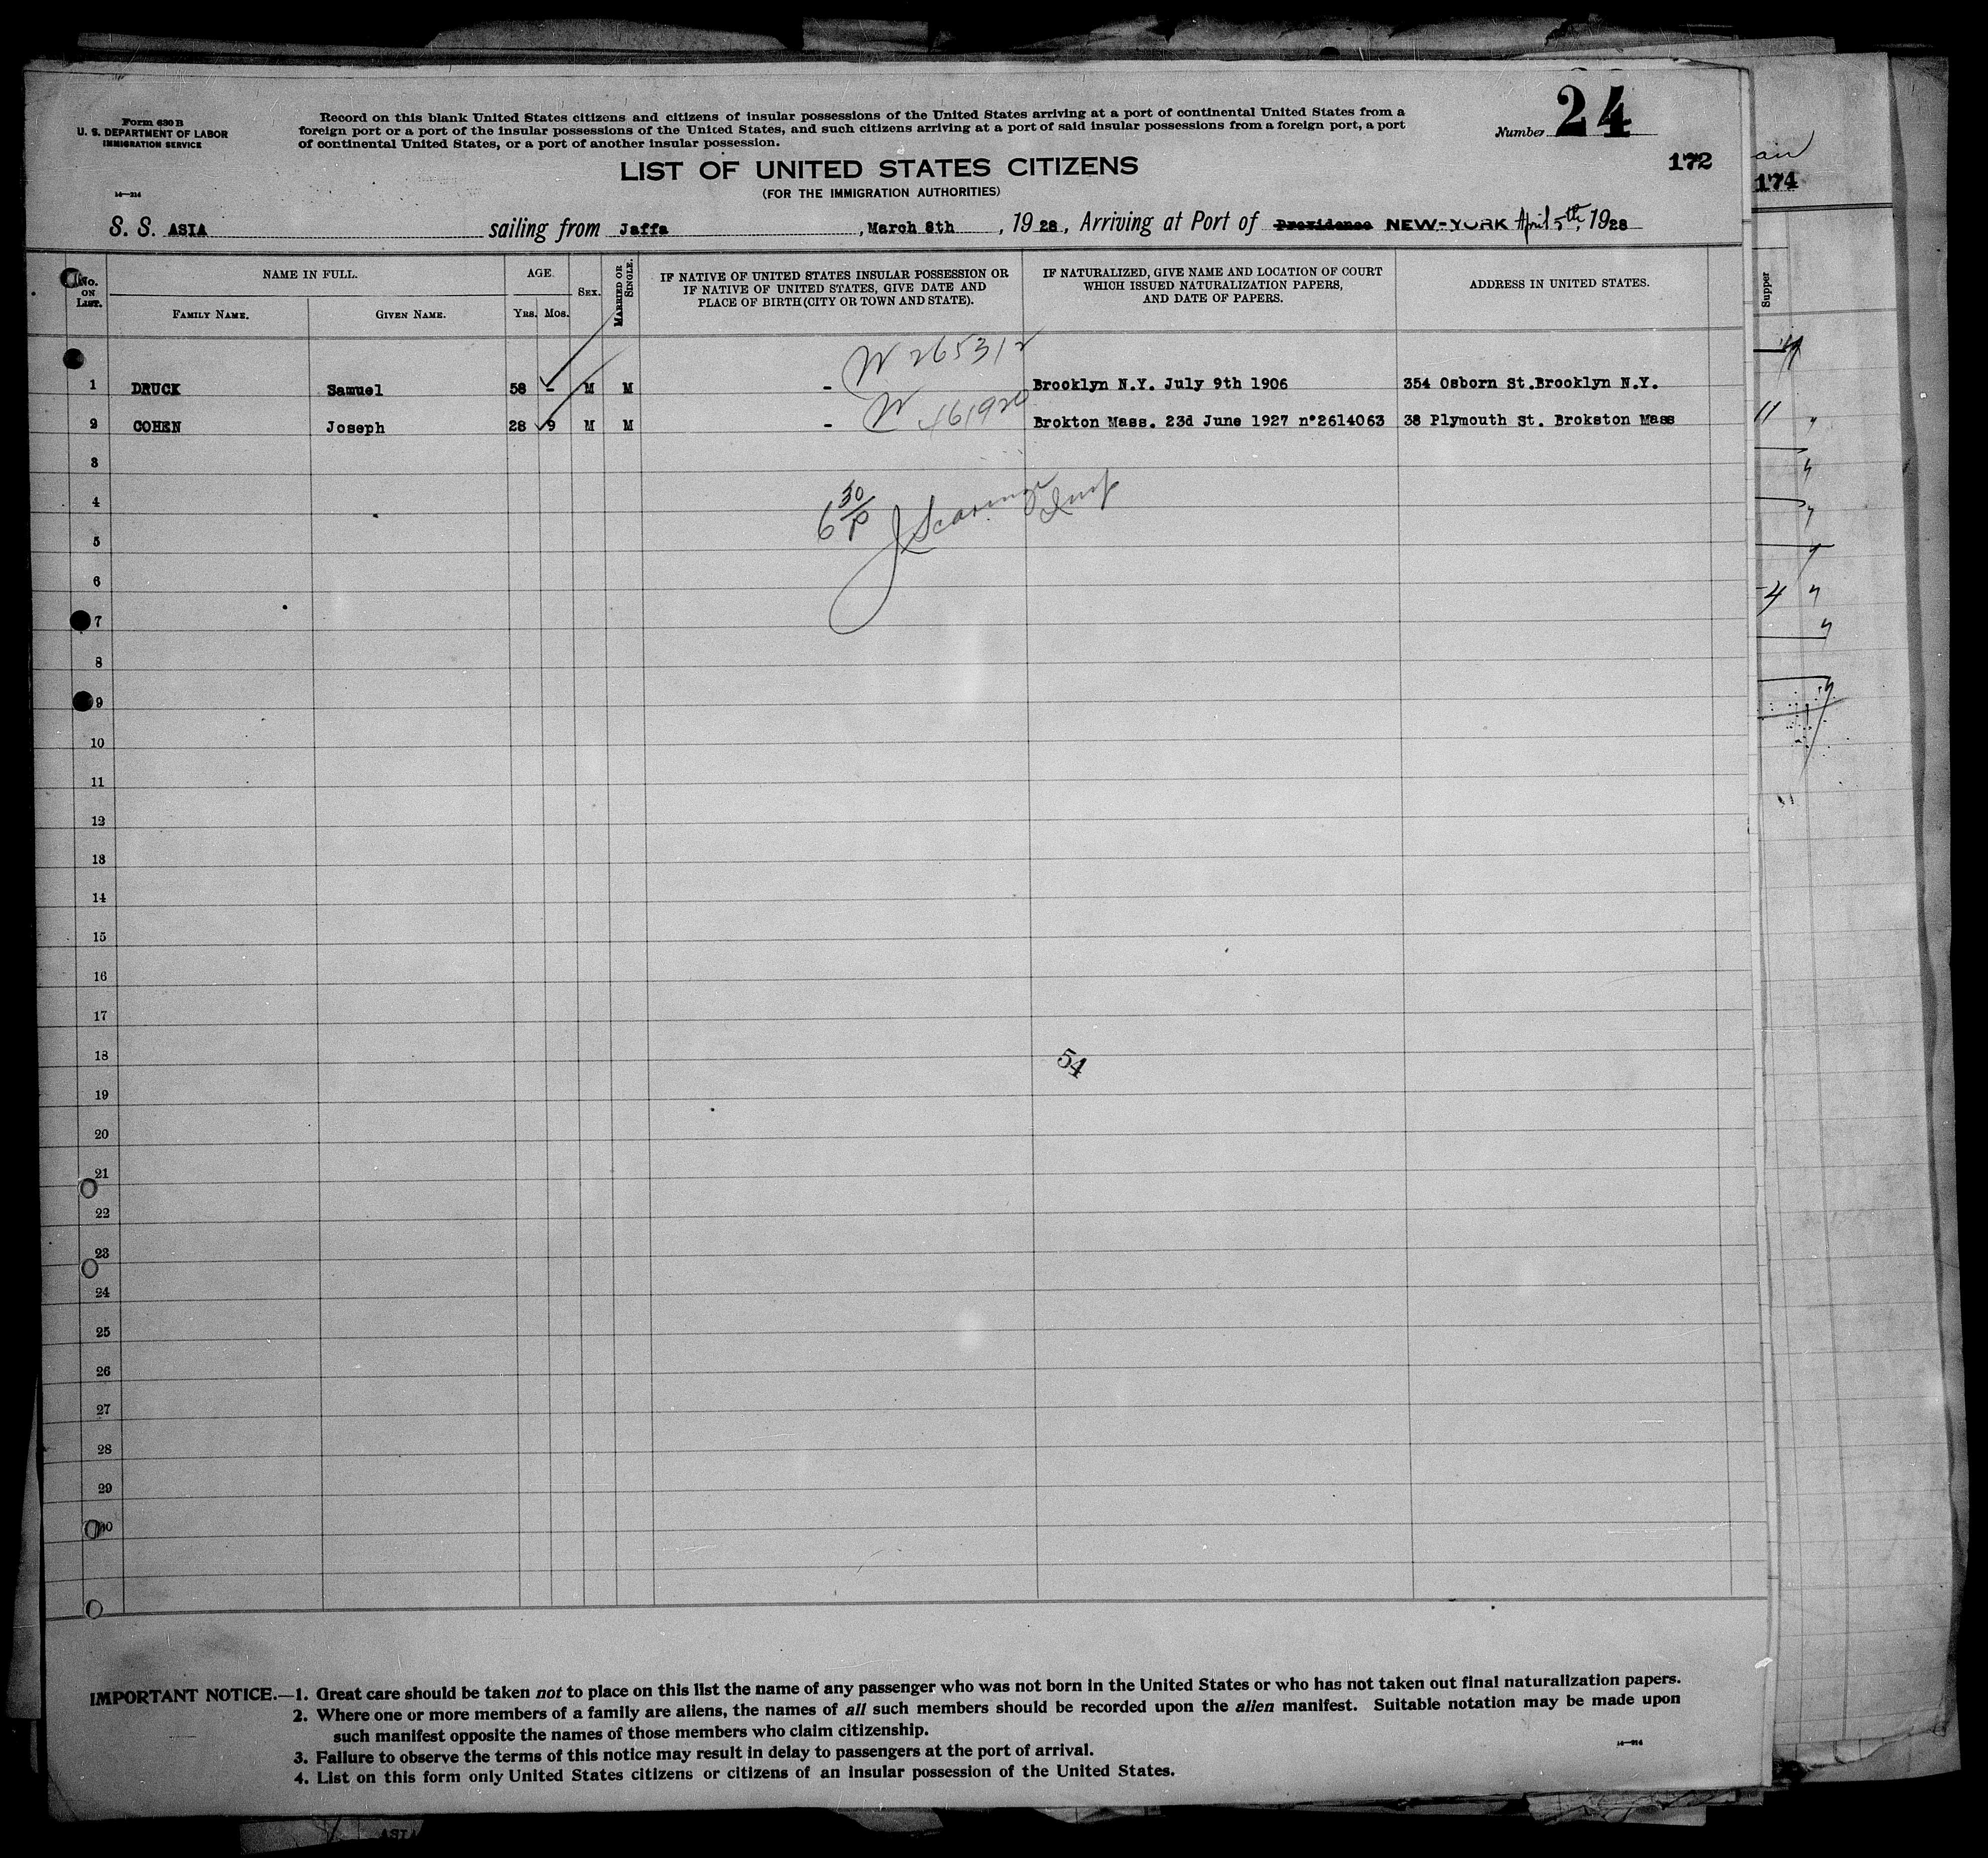 Form 630 B
U. S. DEPARTMENT OF LABOR
IMMIGRATION SERVICE
14—214
Record on this blank United States citizens and citizens of insular possessions of the United States arriving at a port of continental United States from a
foreign port or a port of the insular possessions of the United States, and such citizens arriving at a port of said insular possessions from a foreign port, a port
of continental United States, or a port of another insular possession.
Number 24
172
174
LIST OF UNITED STATES CITIZENS
(FOR THE IMMIGRATION AUTHORITIES)
S. S. ASIA sailing from Jaffa, March 8th, 1928, Arriving at Port of Providence NEW-YORK April 5th, 1928
No. ON LIST. NAME IN FULL. AGE. SEX. MARRIED OR SINGLE. IF NATIVE OF UNITED STATES INSULAR POSSESSION OR IF NATIVE OF UNITED STATES, GIVE DATE AND PLACE OF BIRTH (CITY OR TOWN AND STATE). IF NATURALIZED, GIVE NAME AND LOCATION OF COURT WHICH ISSUED NATURALIZATION PAPERS, AND DATE OF PAPERS. ADDRESS IN UNITED STATES.
FAMILY NAME. GIVEN NAME. YRS. MOS.
Supper
N 265312
1 DRUCK Samuel 58 - M M - Brooklyn N.Y. July 9th 1906 354 Osborn St.Brooklyn N.Y.
2 COHEN Joseph 28 9 M M - Brokton Mass. 23d June 1927 n°2614063 38 Plymouth St. Brokston Mass
3
4
6 30/P
5
6
7
8
9
10
11
12
13
14
15
16
17
18
54
19
20
21
22
23
24
25
26
27
28
29
30
IMPORTANT NOTICE.—1. Great care should be taken not to place on this list the name of any passenger who was not born in the United States or who has not taken out final naturalization papers.
2. Where one or more members of a family are aliens, the names of all such members should be recorded upon the alien manifest. Suitable notation may be made upon
such manifest opposite the names of those members who claim citizenship.
3. Failure to observe the terms of this notice may result in delay to passengers at the port of arrival.
4. List on this form only United States citizens or citizens of an insular possession of the United States.
14—214
ASIA